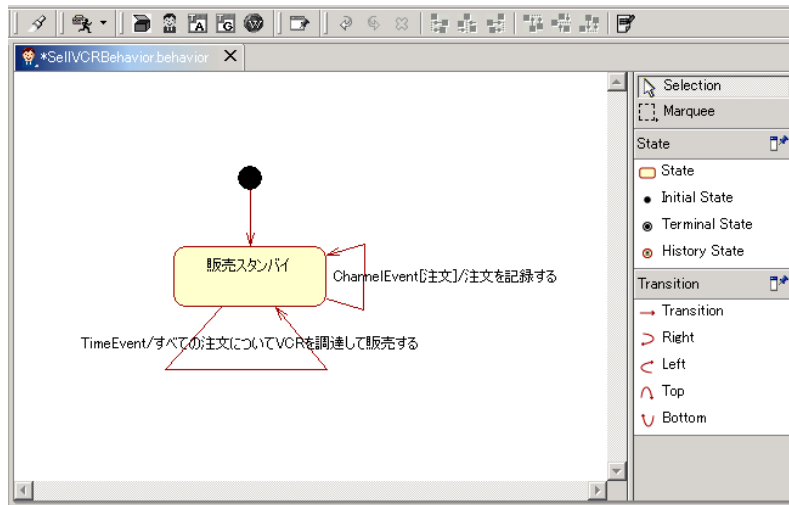 *SellVCRBehavior.behavior
Selection
Marquee
State
State
Initial State
Terminal State
History State
Transition
Transition
Right
Left
Top
Bottom
販売スタンバイ
ChannelEvent[注文]/注文を記録する
TimeEvent/すべての注文についてVCRを調達して販売する